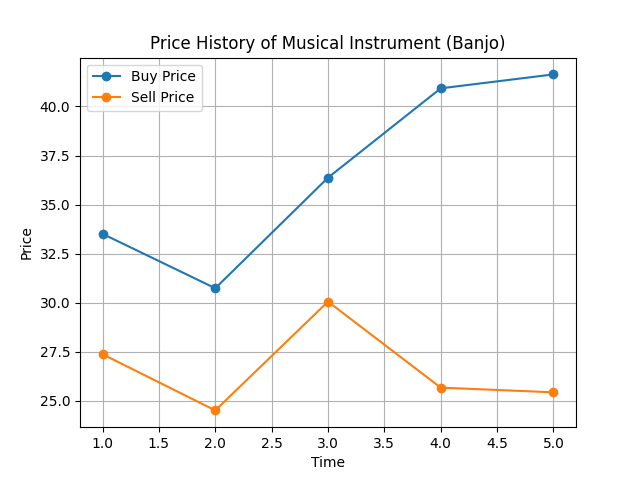 Price History of Musical Instrument (Banjo)
Buy Price
Sell Price
Price
40.0
37.5
35.0
32.5
30.0
27.5
25.0
1.0 1.5 2.0 2.5 3.0 3.5 4.0 4.5 5.0
Time